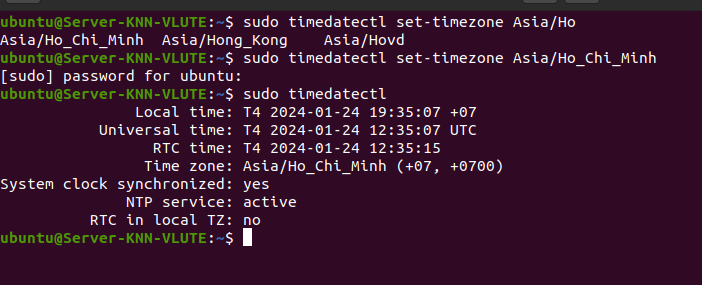 ubuntu@Server-KNN-VLUTE:~$ sudo timedatectl set-timezone Asia/Ho
Asia/Ho_Chi_Minh  Asia/Hong_Kong    Asia/Hovd
ubuntu@Server-KNN-VLUTE:~$ sudo timedatectl set-timezone Asia/Ho_Chi_Minh
[sudo] password for ubuntu:
ubuntu@Server-KNN-VLUTE:~$ sudo timedatectl
Local time: T4 2024-01-24 19:35:07 +07
Universal time: T4 2024-01-24 12:35:07 UTC
RTC time: T4 2024-01-24 12:35:15
Time zone: Asia/Ho_Chi_Minh (+07, +0700)
System clock synchronized: yes
NTP service: active
RTC in local TZ: no
ubuntu@Server-KNN-VLUTE:~$